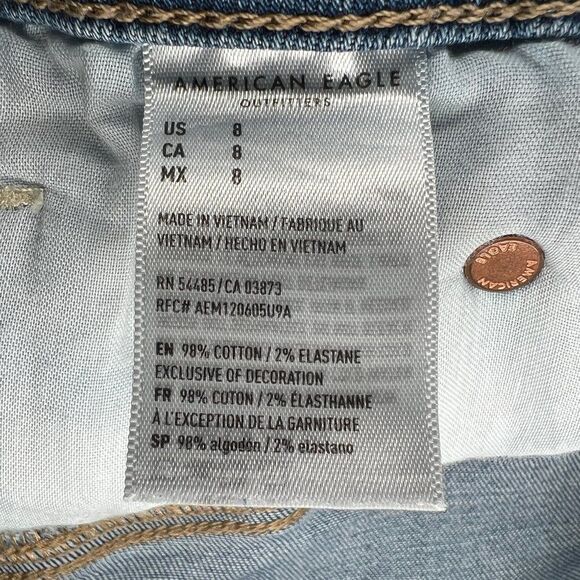 AMERICAN EAGLE
OUTFITTERS
US 8
CA 8
MX 8
MADE IN VIETNAM / FABRIQUE AU
VIETNAM / HECHO EN VIETNAM
RN 54485 / CA 03873
RFC# AEM120605U9A
EN 98% COTTON / 2% ELASTANE
EXCLUSIVE OF DECORATION
FR 98% COTON / 2% ÉLASTHANNE
À L'EXCEPTION DE LA GARNITURE
SP 98% algodón / 2% elastano
AMERICAN
EAGLE